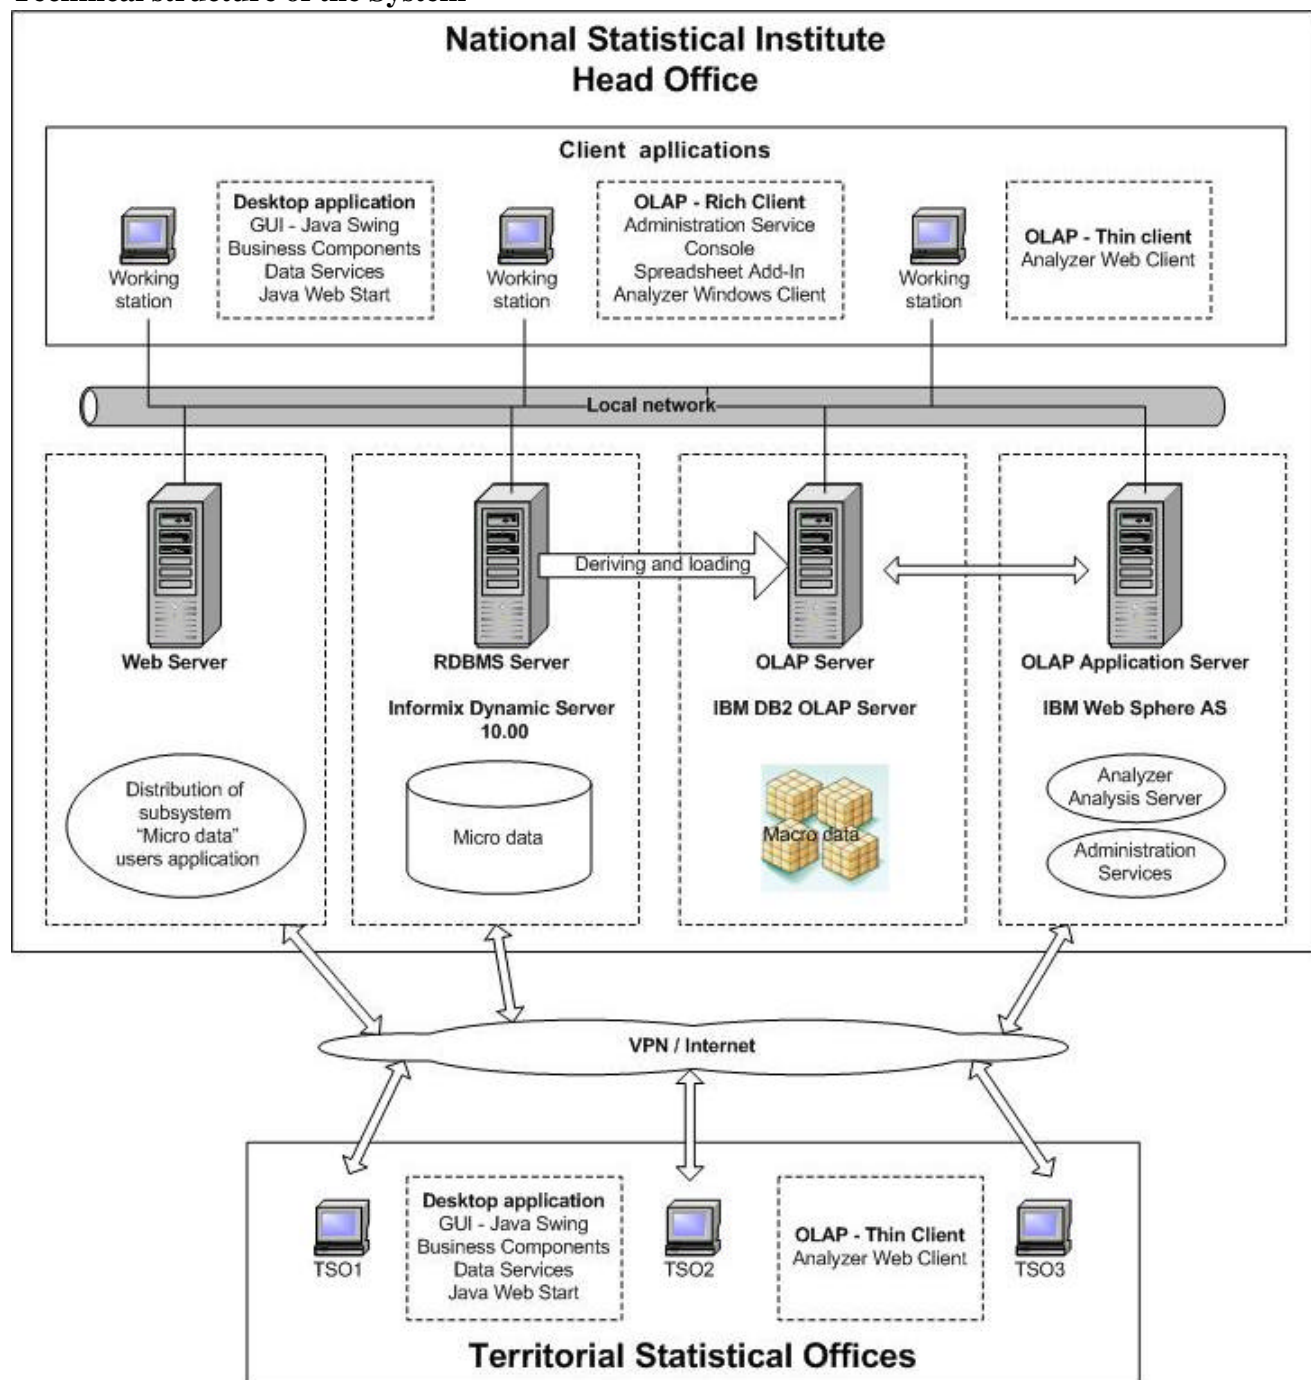 Technical structure of the System
National Statistical Institute
Head Office
Client apllications
Working
station
Desktop application
GUI - Java Swing
Business Components
Data Services
Java Web Start
Working
station
OLAP - Rich Client
Administration Service
Console
Spreadsheet Add-In
Analyzer Windows Client
Working
station
OLAP - Thin client
Analyzer Web Client
Local network
Deriving and loading
Web Server
RDBMS Server
OLAP Server
OLAP Application Server
Informix Dynamic Server
10.00
IBM DB2 OLAP Server
IBM Web Sphere AS
Distribution of
subsystem
“Micro data”
users application
Micro data
Macro data
Analyzer
Analysis Server
Administration
Services
VPN / Internet
TSO1
Desktop application
GUI - Java Swing
Business Components
Data Services
Java Web Start
TSO2
OLAP - Thin Client
Analyzer Web Client
TSO3
Territorial Statistical Offices